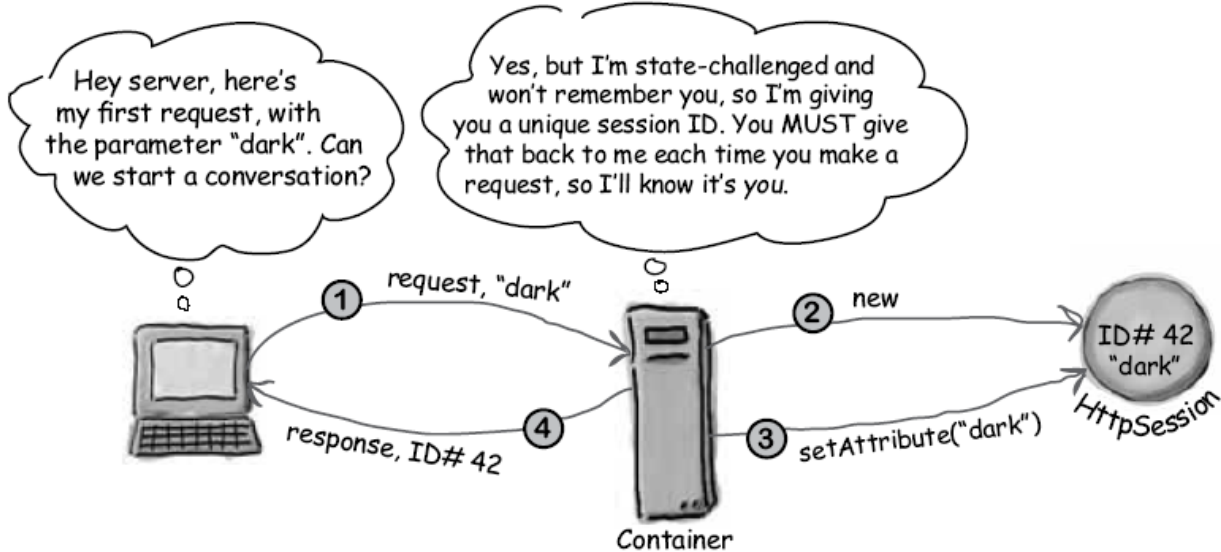 Hey server, here's
my first request, with
the parameter “dark”. Can
we start a conversation?
Yes, but I'm state-challenged and
won't remember you, so I'm giving
you a unique session ID. You MUST give
that back to me each time you make a
request, so I'll know it's you.
1
request, “dark”
2
new
ID# 42
“dark”
HttpSession
4
response, ID# 42
3
setAttribute(“dark”)
Container